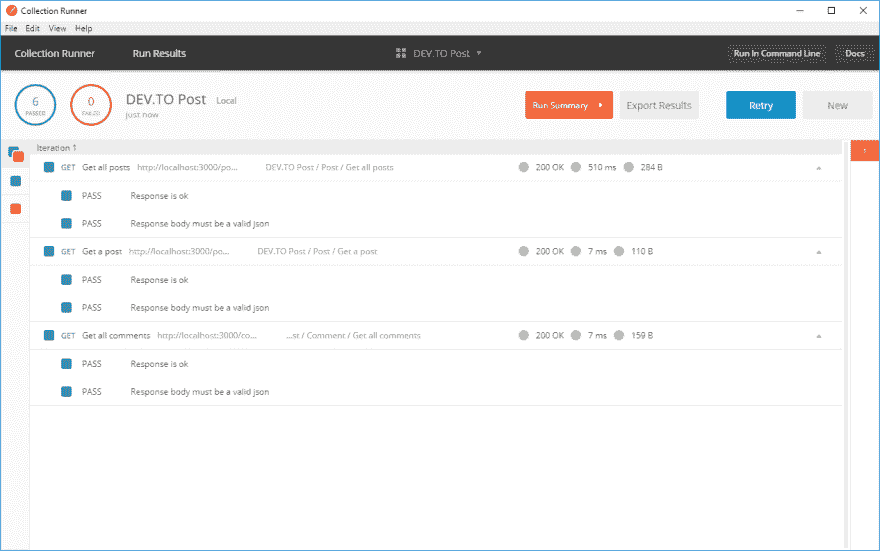 Collection Runner
File Edit View Help
Collection Runner Run Results DEV.TO Post Run In Command Line Docs
6 PASSED 0 FAILED DEV.TO Post Local just now Run Summary Export Results Retry New
Iteration 1
1
GET Get all posts http://localhost:3000/po... DEV.TO Post / Post / Get all posts 200 OK 510 ms 284 B
PASS Response is ok
PASS Response body must be a valid json
GET Get a post http://localhost:3000/po... DEV.TO Post / Post / Get a post 200 OK 7 ms 110 B
PASS Response is ok
PASS Response body must be a valid json
GET Get all comments http://localhost:3000/co... ...st / Comment / Get all comments 200 OK 7 ms 159 B
PASS Response is ok
PASS Response body must be a valid json